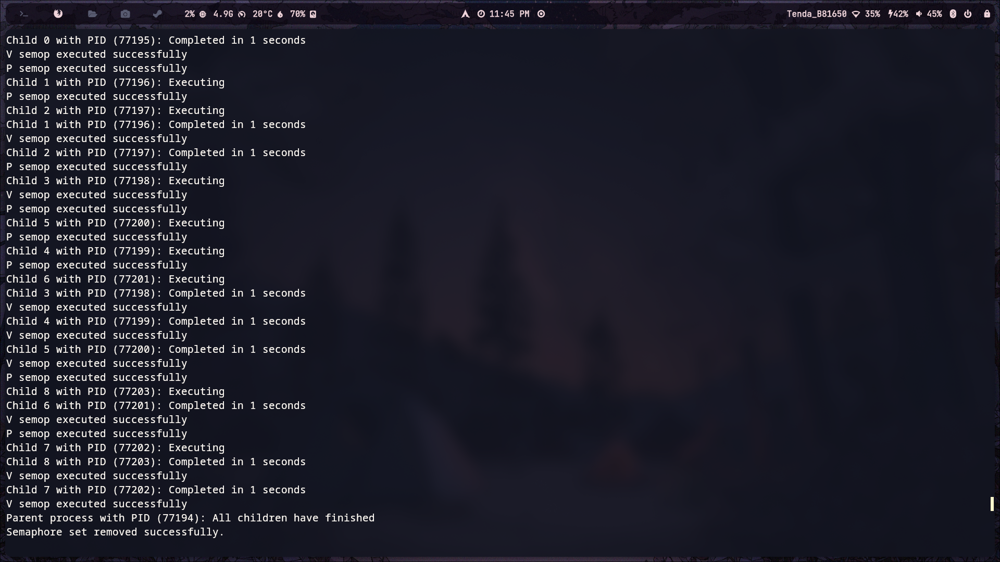 2% 4.9G 20°C 70% 11:45 PM Tenda_B81650 35% 42% 45%
Child 0 with PID (77195): Completed in 1 seconds
V semop executed successfully
P semop executed successfully
Child 1 with PID (77196): Executing
P semop executed successfully
Child 2 with PID (77197): Executing
Child 1 with PID (77196): Completed in 1 seconds
V semop executed successfully
Child 2 with PID (77197): Completed in 1 seconds
P semop executed successfully
Child 3 with PID (77198): Executing
V semop executed successfully
P semop executed successfully
Child 5 with PID (77200): Executing
P semop executed successfully
Child 4 with PID (77199): Executing
P semop executed successfully
Child 6 with PID (77201): Executing
Child 3 with PID (77198): Completed in 1 seconds
V semop executed successfully
Child 4 with PID (77199): Completed in 1 seconds
V semop executed successfully
Child 5 with PID (77200): Completed in 1 seconds
V semop executed successfully
P semop executed successfully
Child 8 with PID (77203): Executing
Child 6 with PID (77201): Completed in 1 seconds
V semop executed successfully
P semop executed successfully
Child 7 with PID (77202): Executing
Child 8 with PID (77203): Completed in 1 seconds
V semop executed successfully
Child 7 with PID (77202): Completed in 1 seconds
V semop executed successfully
Parent process with PID (77194): All children have finished
Semaphore set removed successfully.